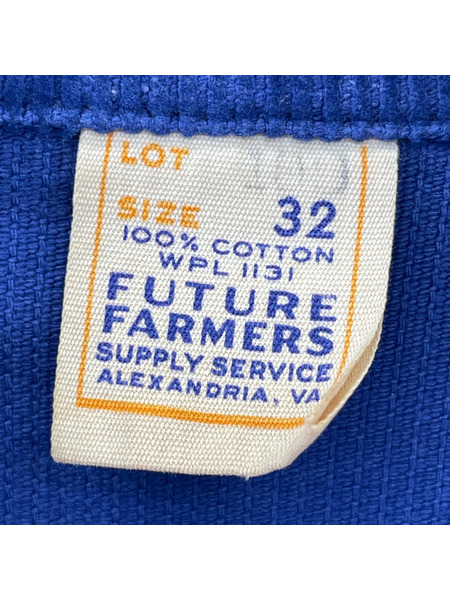 LOT
SIZE 32
100% COTTON
WPL 1131
FUTURE
FARMERS
SUPPLY SERVICE
ALEXANDRIA, VA